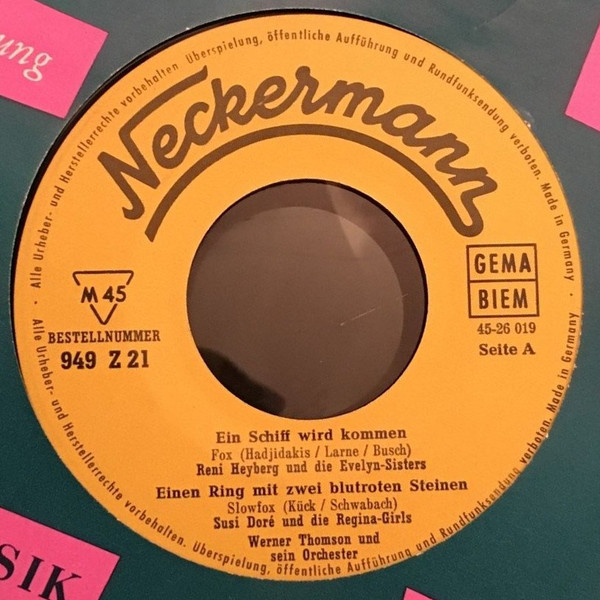 ung
Alle Urheber- und Herstellerrechte vorbehalten. Überspielung, öffentliche Aufführung und Rundfunksendung verboten. Made in Germany ·
Neckermann
M 45
BESTELLNUMMER
949 Z 21
GEMA
BIEM
45-26 019
Seite A
Ein Schiff wird kommen
Fox (Hadjidakis / Larne / Busch)
Reni Heyberg und die Evelyn-Sisters
Einen Ring mit zwei blutroten Steinen
Slowfox (Kück / Schwabach)
Susi Doré und die Regina-Girls
Werner Thomson und
sein Orchester
Alle Urheber- und Herstellerrechte vorbehalten. Überspielung, öffentliche Aufführung und Rundfunksendung verboten. Made in Germany ·
SIK